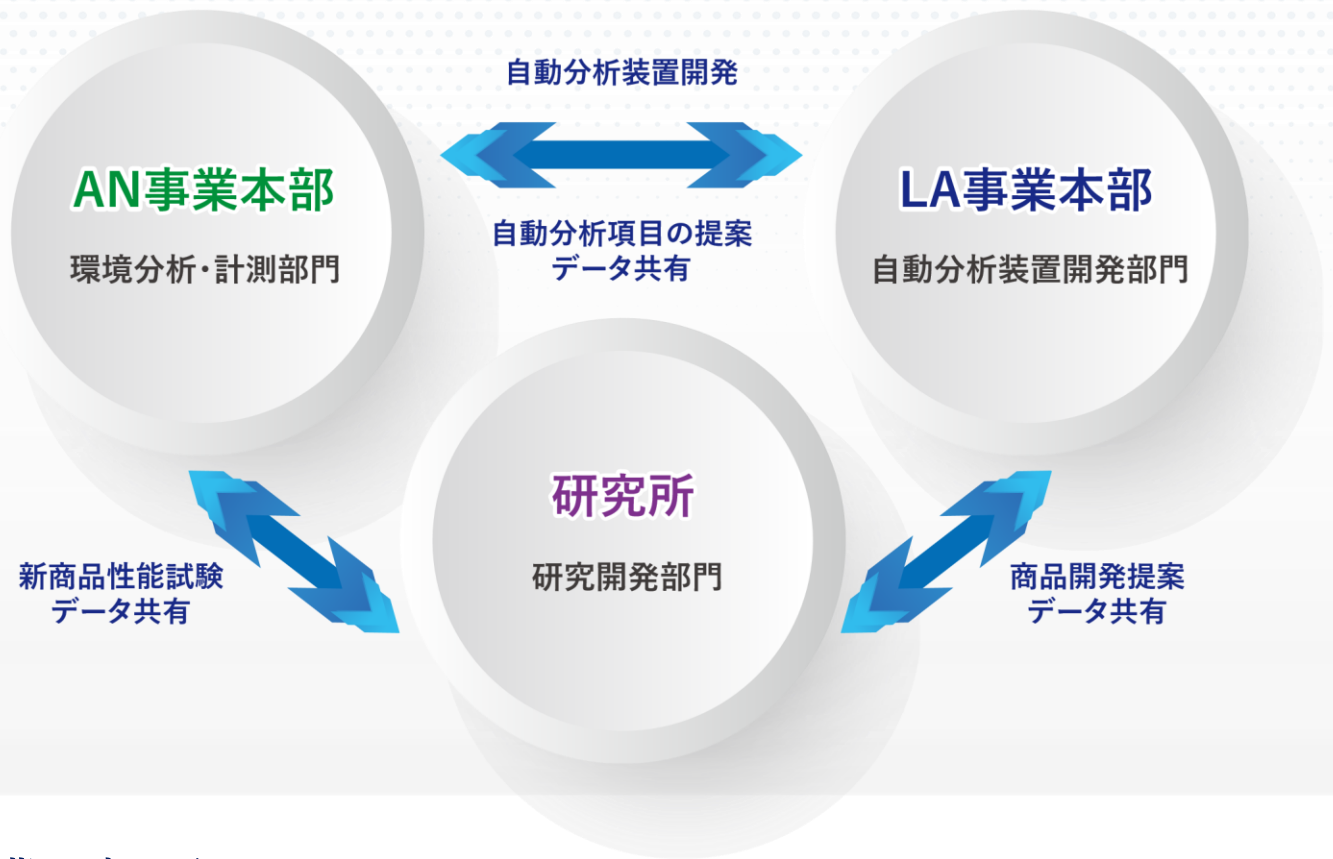 自動分析装置開発
AN事業本部
環境分析・計測部門
自動分析項目の提案
データ共有
LA事業本部
自動分析装置開発部門
研究所
研究開発部門
新商品性能試験
データ共有
商品開発提案
データ共有